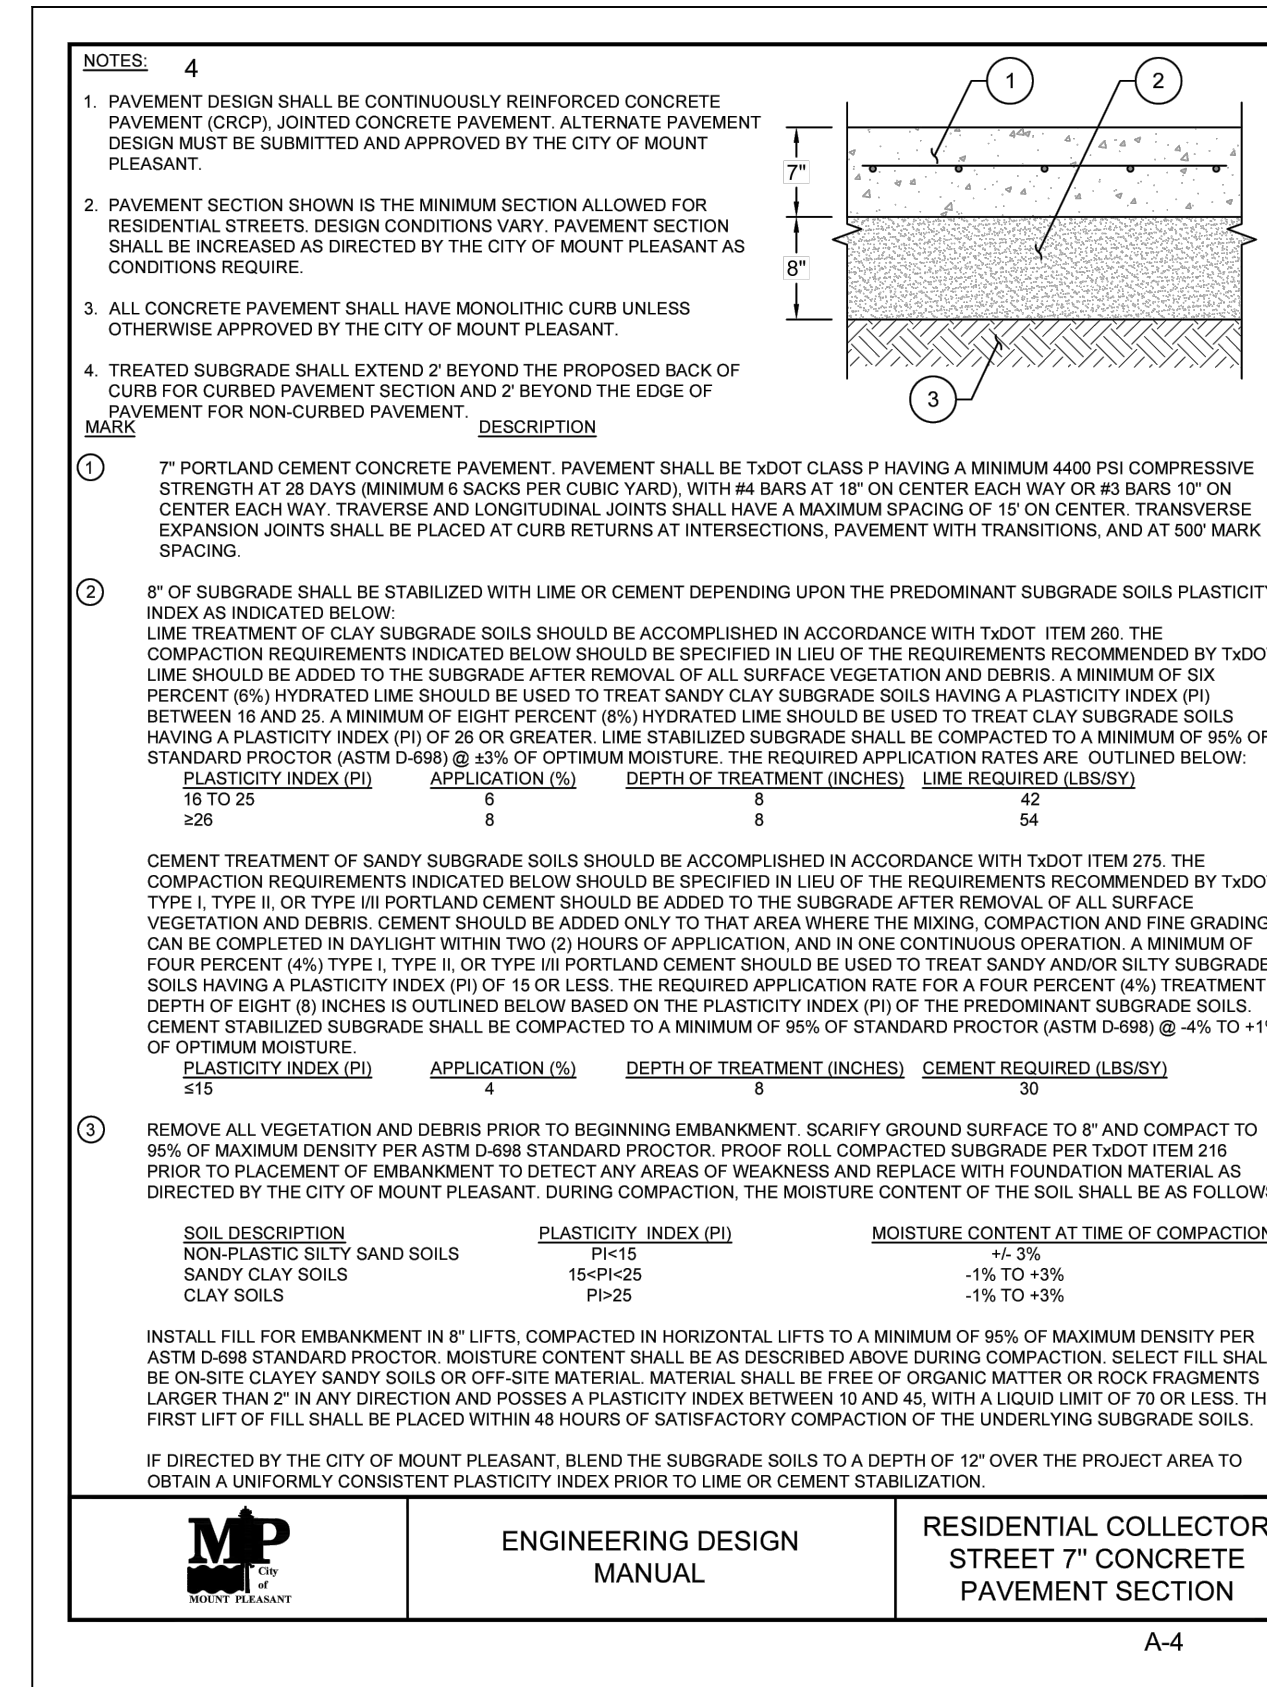 NOTES: 4
1. PAVEMENT DESIGN SHALL BE CONTINUOUSLY REINFORCED CONCRETE
PAVEMENT (CRCP), JOINTED CONCRETE PAVEMENT. ALTERNATE PAVEMENT
DESIGN MUST BE SUBMITTED AND APPROVED BY THE CITY OF MOUNT
PLEASANT.
2. PAVEMENT SECTION SHOWN IS THE MINIMUM SECTION ALLOWED FOR
RESIDENTIAL STREETS. DESIGN CONDITIONS VARY. PAVEMENT SECTION
SHALL BE INCREASED AS DIRECTED BY THE CITY OF MOUNT PLEASANT AS
CONDITIONS REQUIRE.
3. ALL CONCRETE PAVEMENT SHALL HAVE MONOLITHIC CURB UNLESS
OTHERWISE APPROVED BY THE CITY OF MOUNT PLEASANT.
4. TREATED SUBGRADE SHALL EXTEND 2' BEYOND THE PROPOSED BACK OF
CURB FOR CURBED PAVEMENT SECTION AND 2' BEYOND THE EDGE OF
PAVEMENT FOR NON-CURBED PAVEMENT.
1 2
7"
8"
3
MARK DESCRIPTION
1 7" PORTLAND CEMENT CONCRETE PAVEMENT. PAVEMENT SHALL BE TxDOT CLASS P HAVING A MINIMUM 4400 PSI COMPRESSIVE
STRENGTH AT 28 DAYS (MINIMUM 6 SACKS PER CUBIC YARD), WITH #4 BARS AT 18" ON CENTER EACH WAY OR #3 BARS 10" ON
CENTER EACH WAY. TRAVERSE AND LONGITUDINAL JOINTS SHALL HAVE A MAXIMUM SPACING OF 15' ON CENTER. TRANSVERSE
EXPANSION JOINTS SHALL BE PLACED AT CURB RETURNS AT INTERSECTIONS, PAVEMENT WITH TRANSITIONS, AND AT 500' MARK
SPACING.
2 8" OF SUBGRADE SHALL BE STABILIZED WITH LIME OR CEMENT DEPENDING UPON THE PREDOMINANT SUBGRADE SOILS PLASTICITY
INDEX AS INDICATED BELOW:
LIME TREATMENT OF CLAY SUBGRADE SOILS SHOULD BE ACCOMPLISHED IN ACCORDANCE WITH TxDOT ITEM 260. THE
COMPACTION REQUIREMENTS INDICATED BELOW SHOULD BE SPECIFIED IN LIEU OF THE REQUIREMENTS RECOMMENDED BY TxDOT
LIME SHOULD BE ADDED TO THE SUBGRADE AFTER REMOVAL OF ALL SURFACE VEGETATION AND DEBRIS. A MINIMUM OF SIX
PERCENT (6%) HYDRATED LIME SHOULD BE USED TO TREAT SANDY CLAY SUBGRADE SOILS HAVING A PLASTICITY INDEX (PI)
BETWEEN 16 AND 25. A MINIMUM OF EIGHT PERCENT (8%) HYDRATED LIME SHOULD BE USED TO TREAT CLAY SUBGRADE SOILS
HAVING A PLASTICITY INDEX (PI) OF 26 OR GREATER. LIME STABILIZED SUBGRADE SHALL BE COMPACTED TO A MINIMUM OF 95% OF
STANDARD PROCTOR (ASTM D-698) @ ±3% OF OPTIMUM MOISTURE. THE REQUIRED APPLICATION RATES ARE OUTLINED BELOW:
PLASTICITY INDEX (PI) APPLICATION (%) DEPTH OF TREATMENT (INCHES) LIME REQUIRED (LBS/SY)
16 TO 25 6 8 42
≥26 8 8 54
CEMENT TREATMENT OF SANDY SUBGRADE SOILS SHOULD BE ACCOMPLISHED IN ACCORDANCE WITH TxDOT ITEM 275. THE
COMPACTION REQUIREMENTS INDICATED BELOW SHOULD BE SPECIFIED IN LIEU OF THE REQUIREMENTS RECOMMENDED BY TxDOT
TYPE I, TYPE II, OR TYPE I/II PORTLAND CEMENT SHOULD BE ADDED TO THE SUBGRADE AFTER REMOVAL OF ALL SURFACE
VEGETATION AND DEBRIS. CEMENT SHOULD BE ADDED ONLY TO THAT AREA WHERE THE MIXING, COMPACTION AND FINE GRADING
CAN BE COMPLETED IN DAYLIGHT WITHIN TWO (2) HOURS OF APPLICATION, AND IN ONE CONTINUOUS OPERATION. A MINIMUM OF
FOUR PERCENT (4%) TYPE I, TYPE II, OR TYPE I/II PORTLAND CEMENT SHOULD BE USED TO TREAT SANDY AND/OR SILTY SUBGRADE
SOILS HAVING A PLASTICITY INDEX (PI) OF 15 OR LESS. THE REQUIRED APPLICATION RATE FOR A FOUR PERCENT (4%) TREATMENT
DEPTH OF EIGHT (8) INCHES IS OUTLINED BELOW BASED ON THE PLASTICITY INDEX (PI) OF THE PREDOMINANT SUBGRADE SOILS.
CEMENT STABILIZED SUBGRADE SHALL BE COMPACTED TO A MINIMUM OF 95% OF STANDARD PROCTOR (ASTM D-698) @ -4% TO +1%
OF OPTIMUM MOISTURE.
PLASTICITY INDEX (PI) APPLICATION (%) DEPTH OF TREATMENT (INCHES) CEMENT REQUIRED (LBS/SY)
≤15 4 8 30
3 REMOVE ALL VEGETATION AND DEBRIS PRIOR TO BEGINNING EMBANKMENT. SCARIFY GROUND SURFACE TO 8" AND COMPACT TO
95% OF MAXIMUM DENSITY PER ASTM D-698 STANDARD PROCTOR. PROOF ROLL COMPACTED SUBGRADE PER TxDOT ITEM 216
PRIOR TO PLACEMENT OF EMBANKMENT TO DETECT ANY AREAS OF WEAKNESS AND REPLACE WITH FOUNDATION MATERIAL AS
DIRECTED BY THE CITY OF MOUNT PLEASANT. DURING COMPACTION, THE MOISTURE CONTENT OF THE SOIL SHALL BE AS FOLLOWS
SOIL DESCRIPTION PLASTICITY INDEX (PI) MOISTURE CONTENT AT TIME OF COMPACTION
NON-PLASTIC SILTY SAND SOILS PI<15 +/- 3%
SANDY CLAY SOILS 15<PI<25 -1% TO +3%
CLAY SOILS PI>25 -1% TO +3%
INSTALL FILL FOR EMBANKMENT IN 8" LIFTS, COMPACTED IN HORIZONTAL LIFTS TO A MINIMUM OF 95% OF MAXIMUM DENSITY PER
ASTM D-698 STANDARD PROCTOR. MOISTURE CONTENT SHALL BE AS DESCRIBED ABOVE DURING COMPACTION. SELECT FILL SHALL
BE ON-SITE CLAYEY SANDY SOILS OR OFF-SITE MATERIAL. MATERIAL SHALL BE FREE OF ORGANIC MATTER OR ROCK FRAGMENTS
LARGER THAN 2" IN ANY DIRECTION AND POSSES A PLASTICITY INDEX BETWEEN 10 AND 45, WITH A LIQUID LIMIT OF 70 OR LESS. TH
FIRST LIFT OF FILL SHALL BE PLACED WITHIN 48 HOURS OF SATISFACTORY COMPACTION OF THE UNDERLYING SUBGRADE SOILS.
IF DIRECTED BY THE CITY OF MOUNT PLEASANT, BLEND THE SUBGRADE SOILS TO A DEPTH OF 12" OVER THE PROJECT AREA TO
OBTAIN A UNIFORMLY CONSISTENT PLASTICITY INDEX PRIOR TO LIME OR CEMENT STABILIZATION.
MP
City
of
MOUNT PLEASANT
ENGINEERING DESIGN
MANUAL
RESIDENTIAL COLLECTOR
STREET 7" CONCRETE
PAVEMENT SECTION
A-4